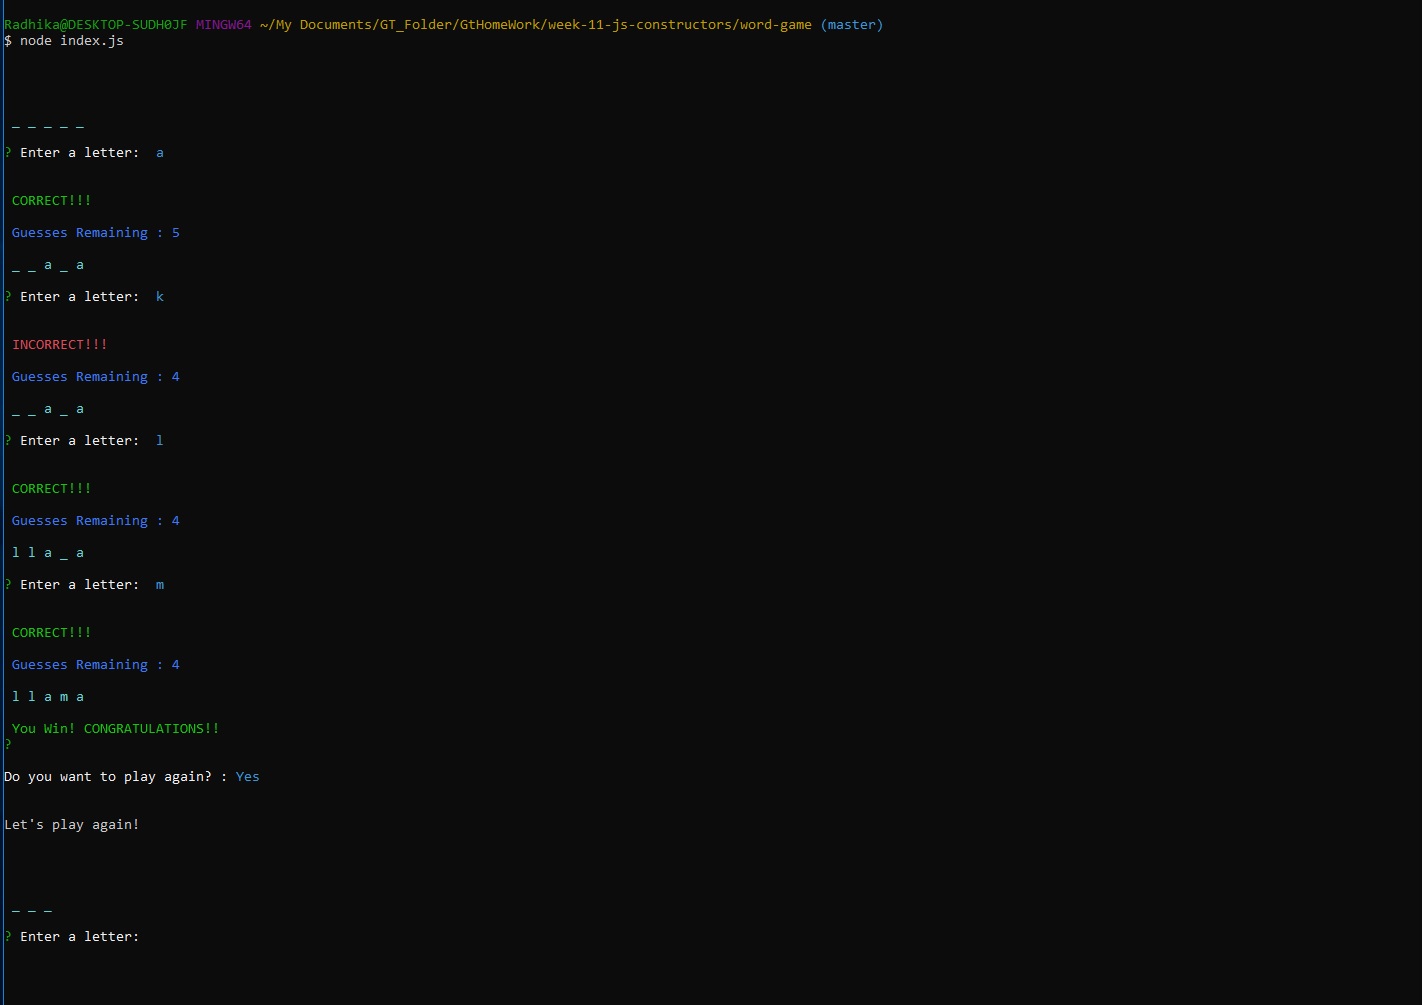 Radhika@DESKTOP-SUDH0JF MINGW64 ~/My Documents/GT_Folder/GtHomeWork/week-11-js-constructors/word-game (master)
$ node index.js
_ _ _ _ _
? Enter a letter:  a
CORRECT!!!
Guesses Remaining : 5
_ _ a _ a
? Enter a letter:  k
INCORRECT!!!
Guesses Remaining : 4
_ _ a _ a
? Enter a letter:  l
CORRECT!!!
Guesses Remaining : 4
l l a _ a
? Enter a letter:  m
CORRECT!!!
Guesses Remaining : 4
l l a m a
You Win! CONGRATULATIONS!!
?
Do you want to play again? : Yes
Let's play again!
_ _ _
? Enter a letter: